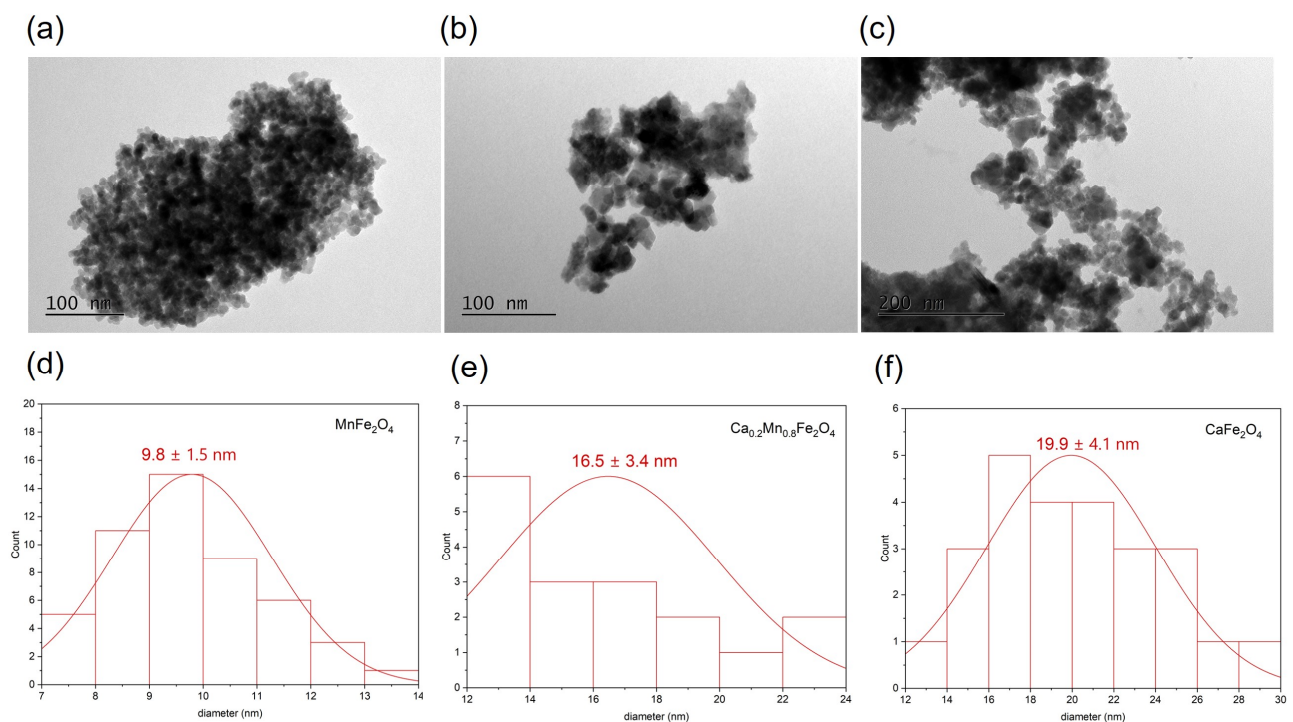 (a)
(b)
(c)
100 nm
100 nm
200 nm
(d)
(e)
(f)
20
18
16
14
12
10
8
6
4
2
0
Count
MnFe2O4
9.8 ± 1.5 nm
7 8 9 10 11 12 13 14
diameter (nm)
8
7
6
5
4
3
2
1
0
Count
Ca0.2Mn0.8Fe2O4
16.5 ± 3.4 nm
12 14 16 18 20 22 24
diameter (nm)
6
5
4
3
2
1
0
Count
CaFe2O4
19.9 ± 4.1 nm
12 14 16 18 20 22 24 26 28 30
diameter (nm)